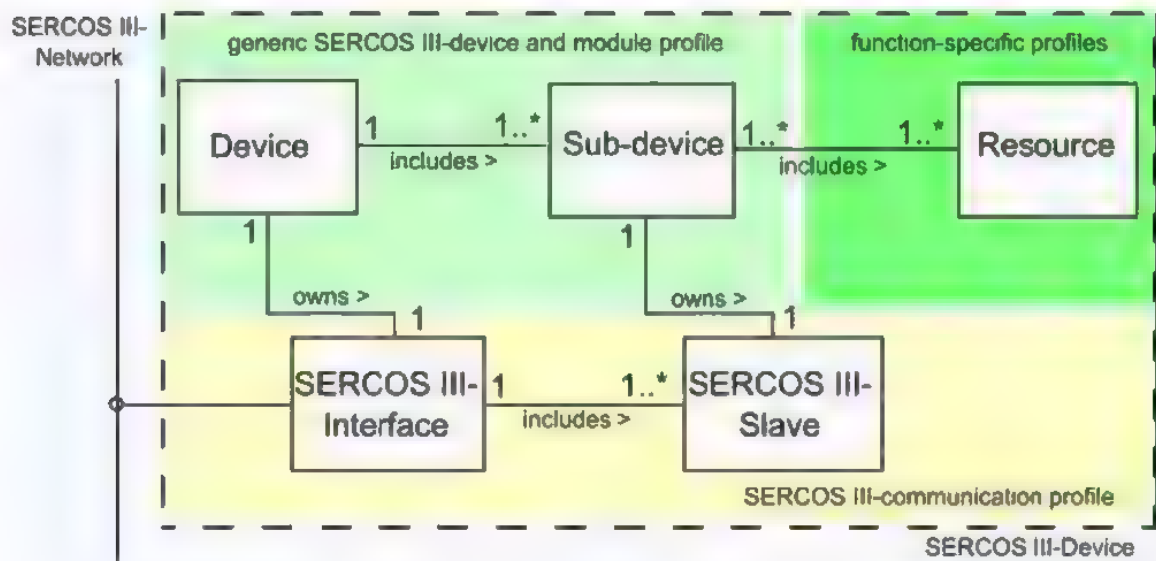 SERCOS III-
Network
generic SERCOS III-device and module profile
function-specific profiles
Device
1
1..*
includes >
Sub-device
1..*
1..*
includes >
Resource
1
owns >
1
1
owns >
1
SERCOS III-
Interface
1
1..*
includes >
SERCOS III-
Slave
SERCOS III-communication profile
SERCOS III-Device